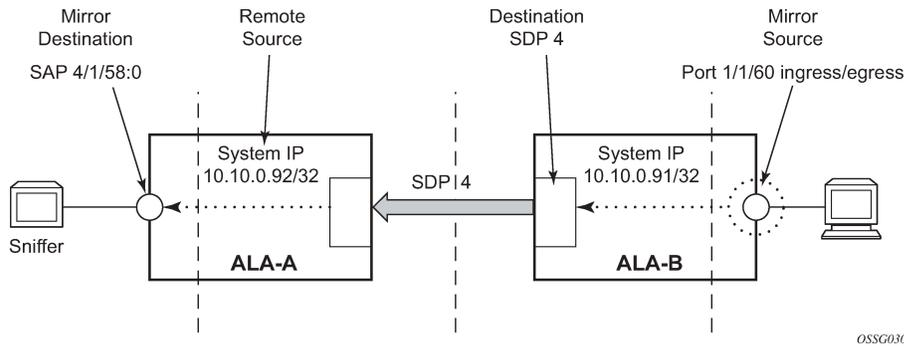 Mirror
Destination
SAP 4/1/58:0
Remote
Source
Destination
SDP 4
Mirror
Source
Port 1/1/60 ingress/egress
System IP
10.10.0.92/32
SDP 4
System IP
10.10.0.91/32
Sniffer
ALA-A
ALA-B
OSSG030